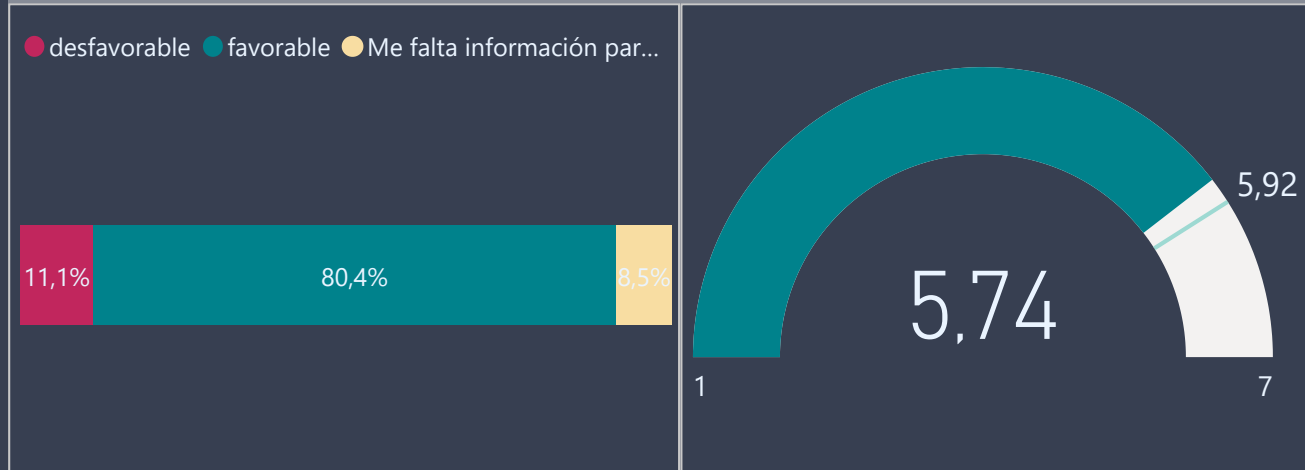 desfavorable favorable Me falta información par...
11,1% 80,4% 8,5%
5,92
5,74
1 7